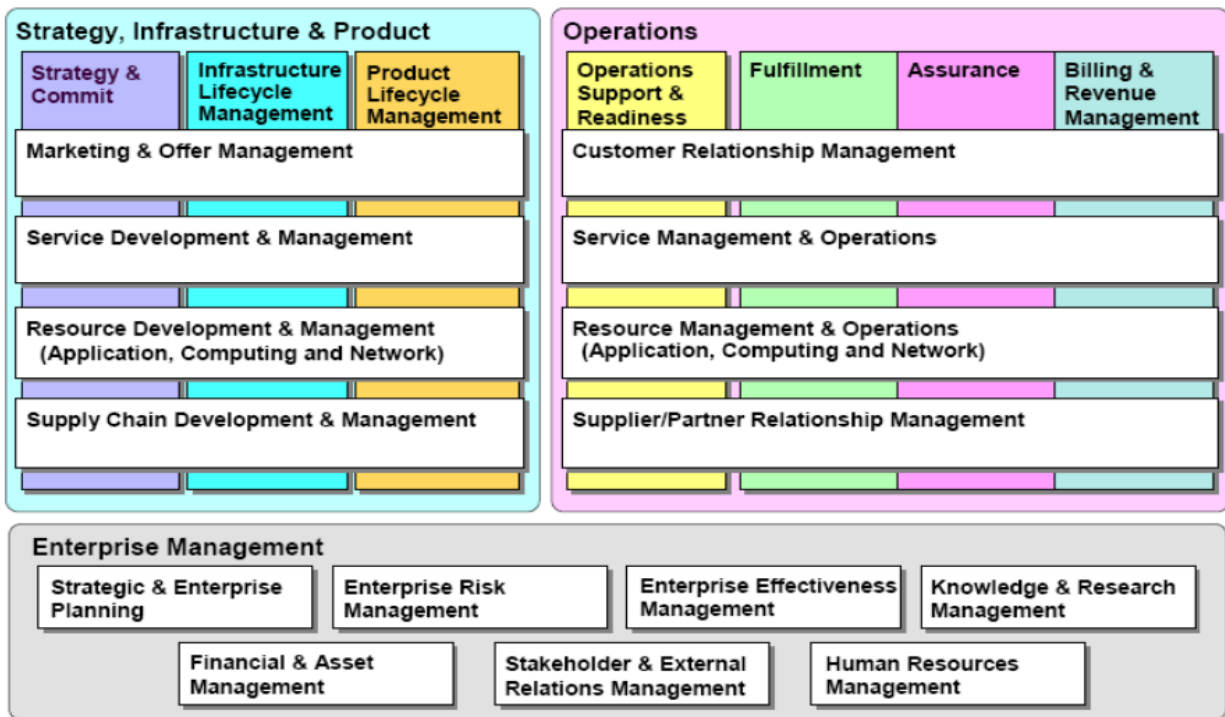 Strategy, Infrastructure & Product
Strategy &
Commit
Infrastructure
Lifecycle
Management
Product
Lifecycle
Management
Marketing & Offer Management
Service Development & Management
Resource Development & Management
(Application, Computing and Network)
Supply Chain Development & Management
Operations
Operations
Support &
Readiness
Fulfillment
Assurance
Billing &
Revenue
Management
Customer Relationship Management
Service Management & Operations
Resource Management & Operations
(Application, Computing and Network)
Supplier/Partner Relationship Management
Enterprise Management
Strategic & Enterprise
Planning
Enterprise Risk
Management
Enterprise Effectiveness
Management
Knowledge & Research
Management
Financial & Asset
Management
Stakeholder & External
Relations Management
Human Resources
Management